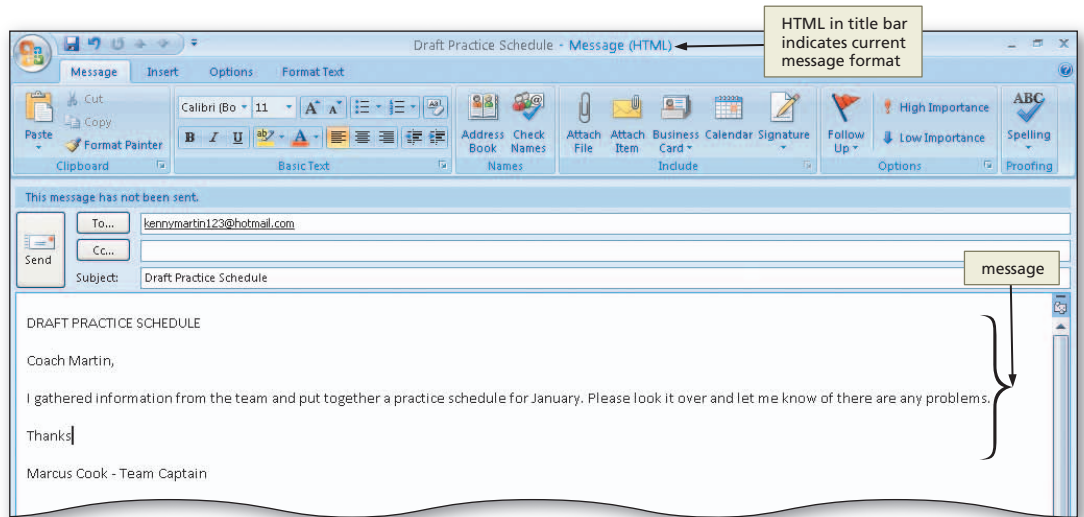 HTML in title bar
indicates current
message format
Draft Practice Schedule - Message (HTML)
Message Insert Options Format Text
Cut
Copy
Format Painter
Paste
Clipboard
Calibri (Bo 11
B I U
Basic Text
Address Book
Check Names
Names
Attach File
Attach Item
Business Card
Calendar
Signature
Include
Follow Up
High Importance
Low Importance
Options
ABC
Spelling
Proofing
This message has not been sent.
Send
To... kennymartin123@hotmail.com
Cc...
Subject: Draft Practice Schedule
message
DRAFT PRACTICE SCHEDULE
Coach Martin,
I gathered information from the team and put together a practice schedule for January. Please look it over and let me know of there are any problems.
Thanks
Marcus Cook - Team Captain